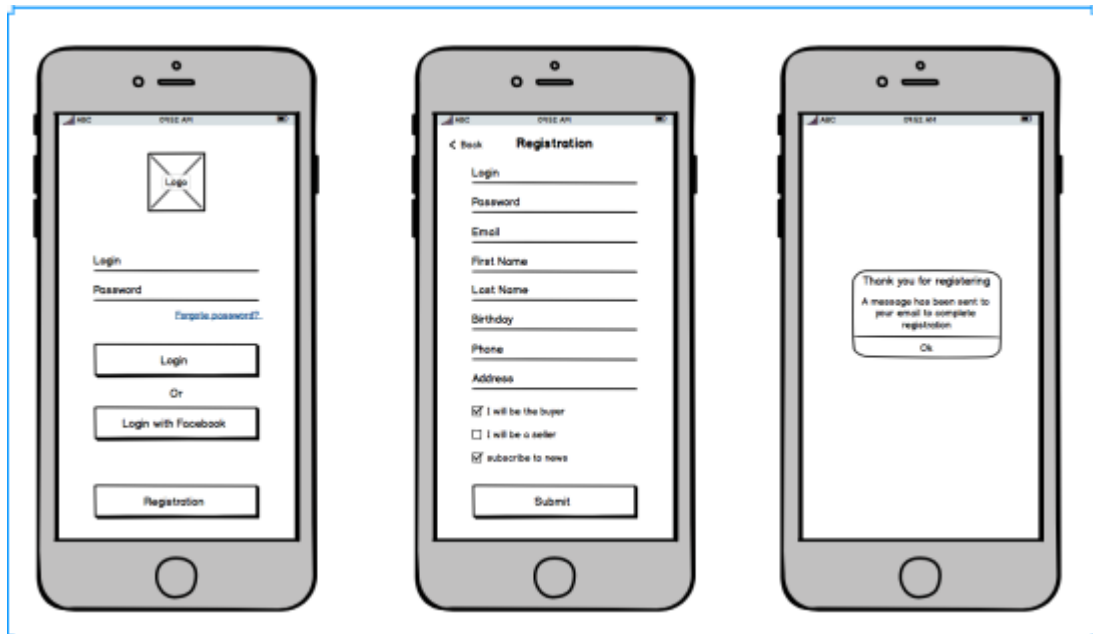 ABC 09:52 AM
Logo
Login
Password
Forgote password?
Login
Or
Login with Facebook
Registration
ABC 09:52 AM
< Back Registration
Login
Password
Email
First Name
Last Name
Birthday
Phone
Address
I will be the buyer
I will be a seller
subscribe to news
Submit
ABC 09:52 AM
Thank you for registering
A message has been sent to
your email to complete
registration
Ok